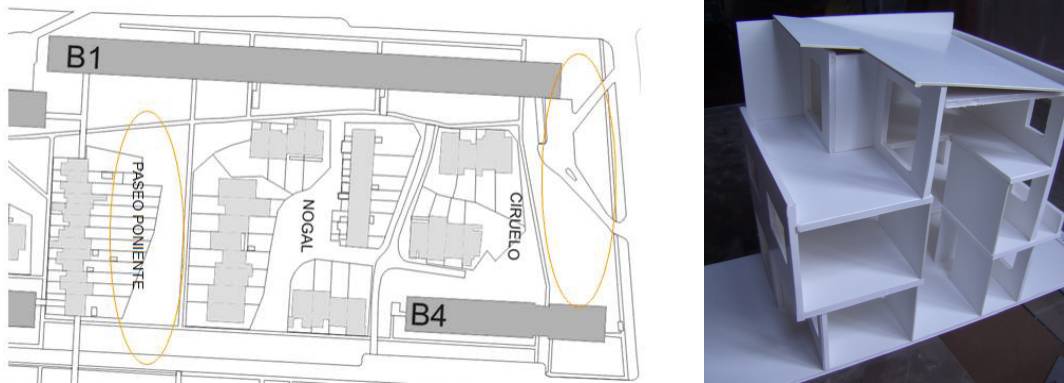 B1
PASEO PONIENTE
NOGAL
CIRUELO
B4